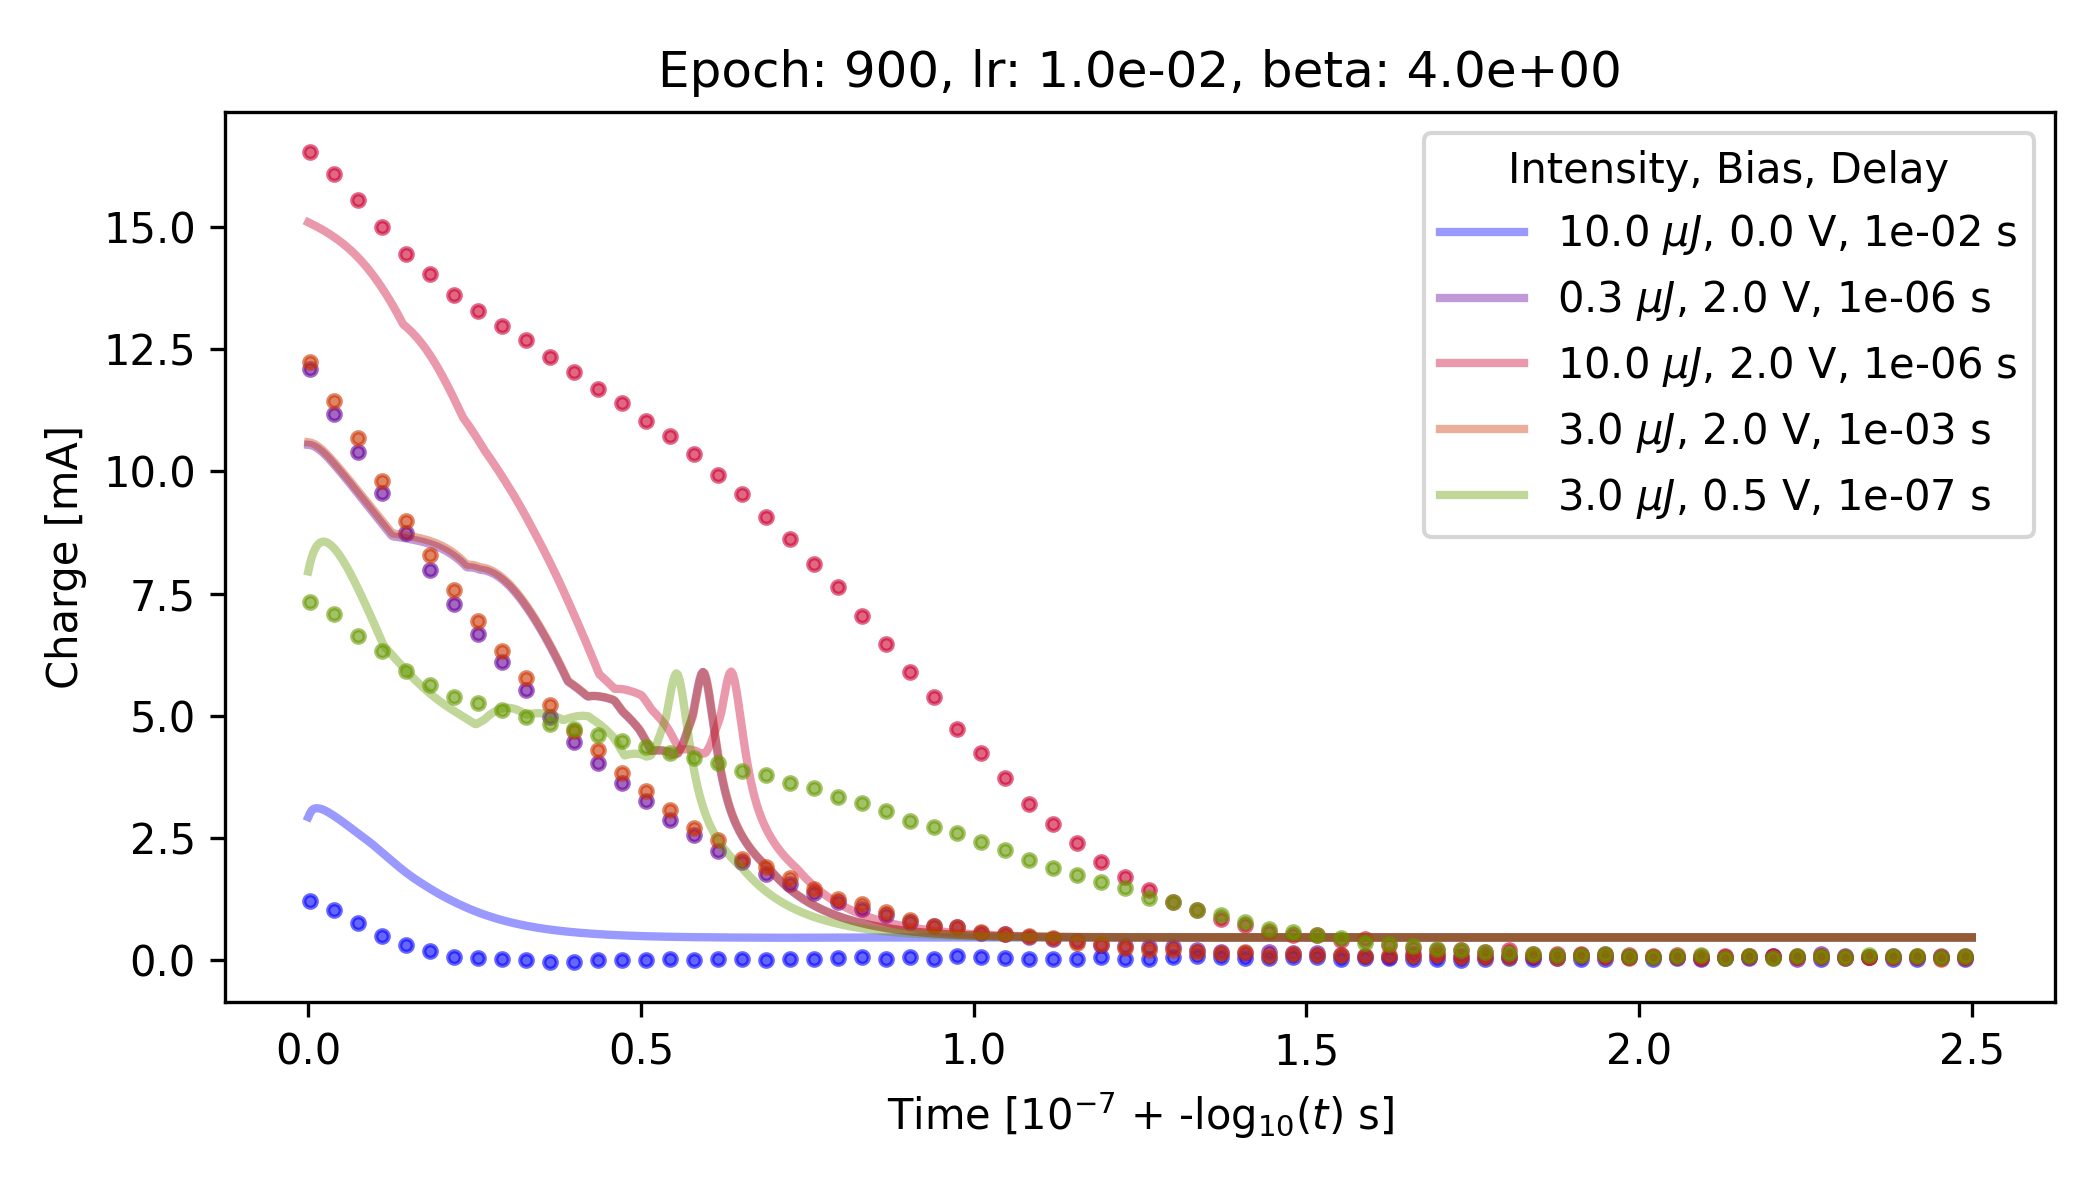 Epoch: 900, lr: 1.0e-02, beta: 4.0e+00
Charge [mA]
15.0
12.5
10.0
7.5
5.0
2.5
0.0
Intensity, Bias, Delay
10.0 μJ, 0.0 V, 1e-02 s
0.3 μJ, 2.0 V, 1e-06 s
10.0 μJ, 2.0 V, 1e-06 s
3.0 μJ, 2.0 V, 1e-03 s
3.0 μJ, 0.5 V, 1e-07 s
0.0 0.5 1.0 1.5 2.0 2.5
Time [10⁻⁷ + -log₁₀(t) s]